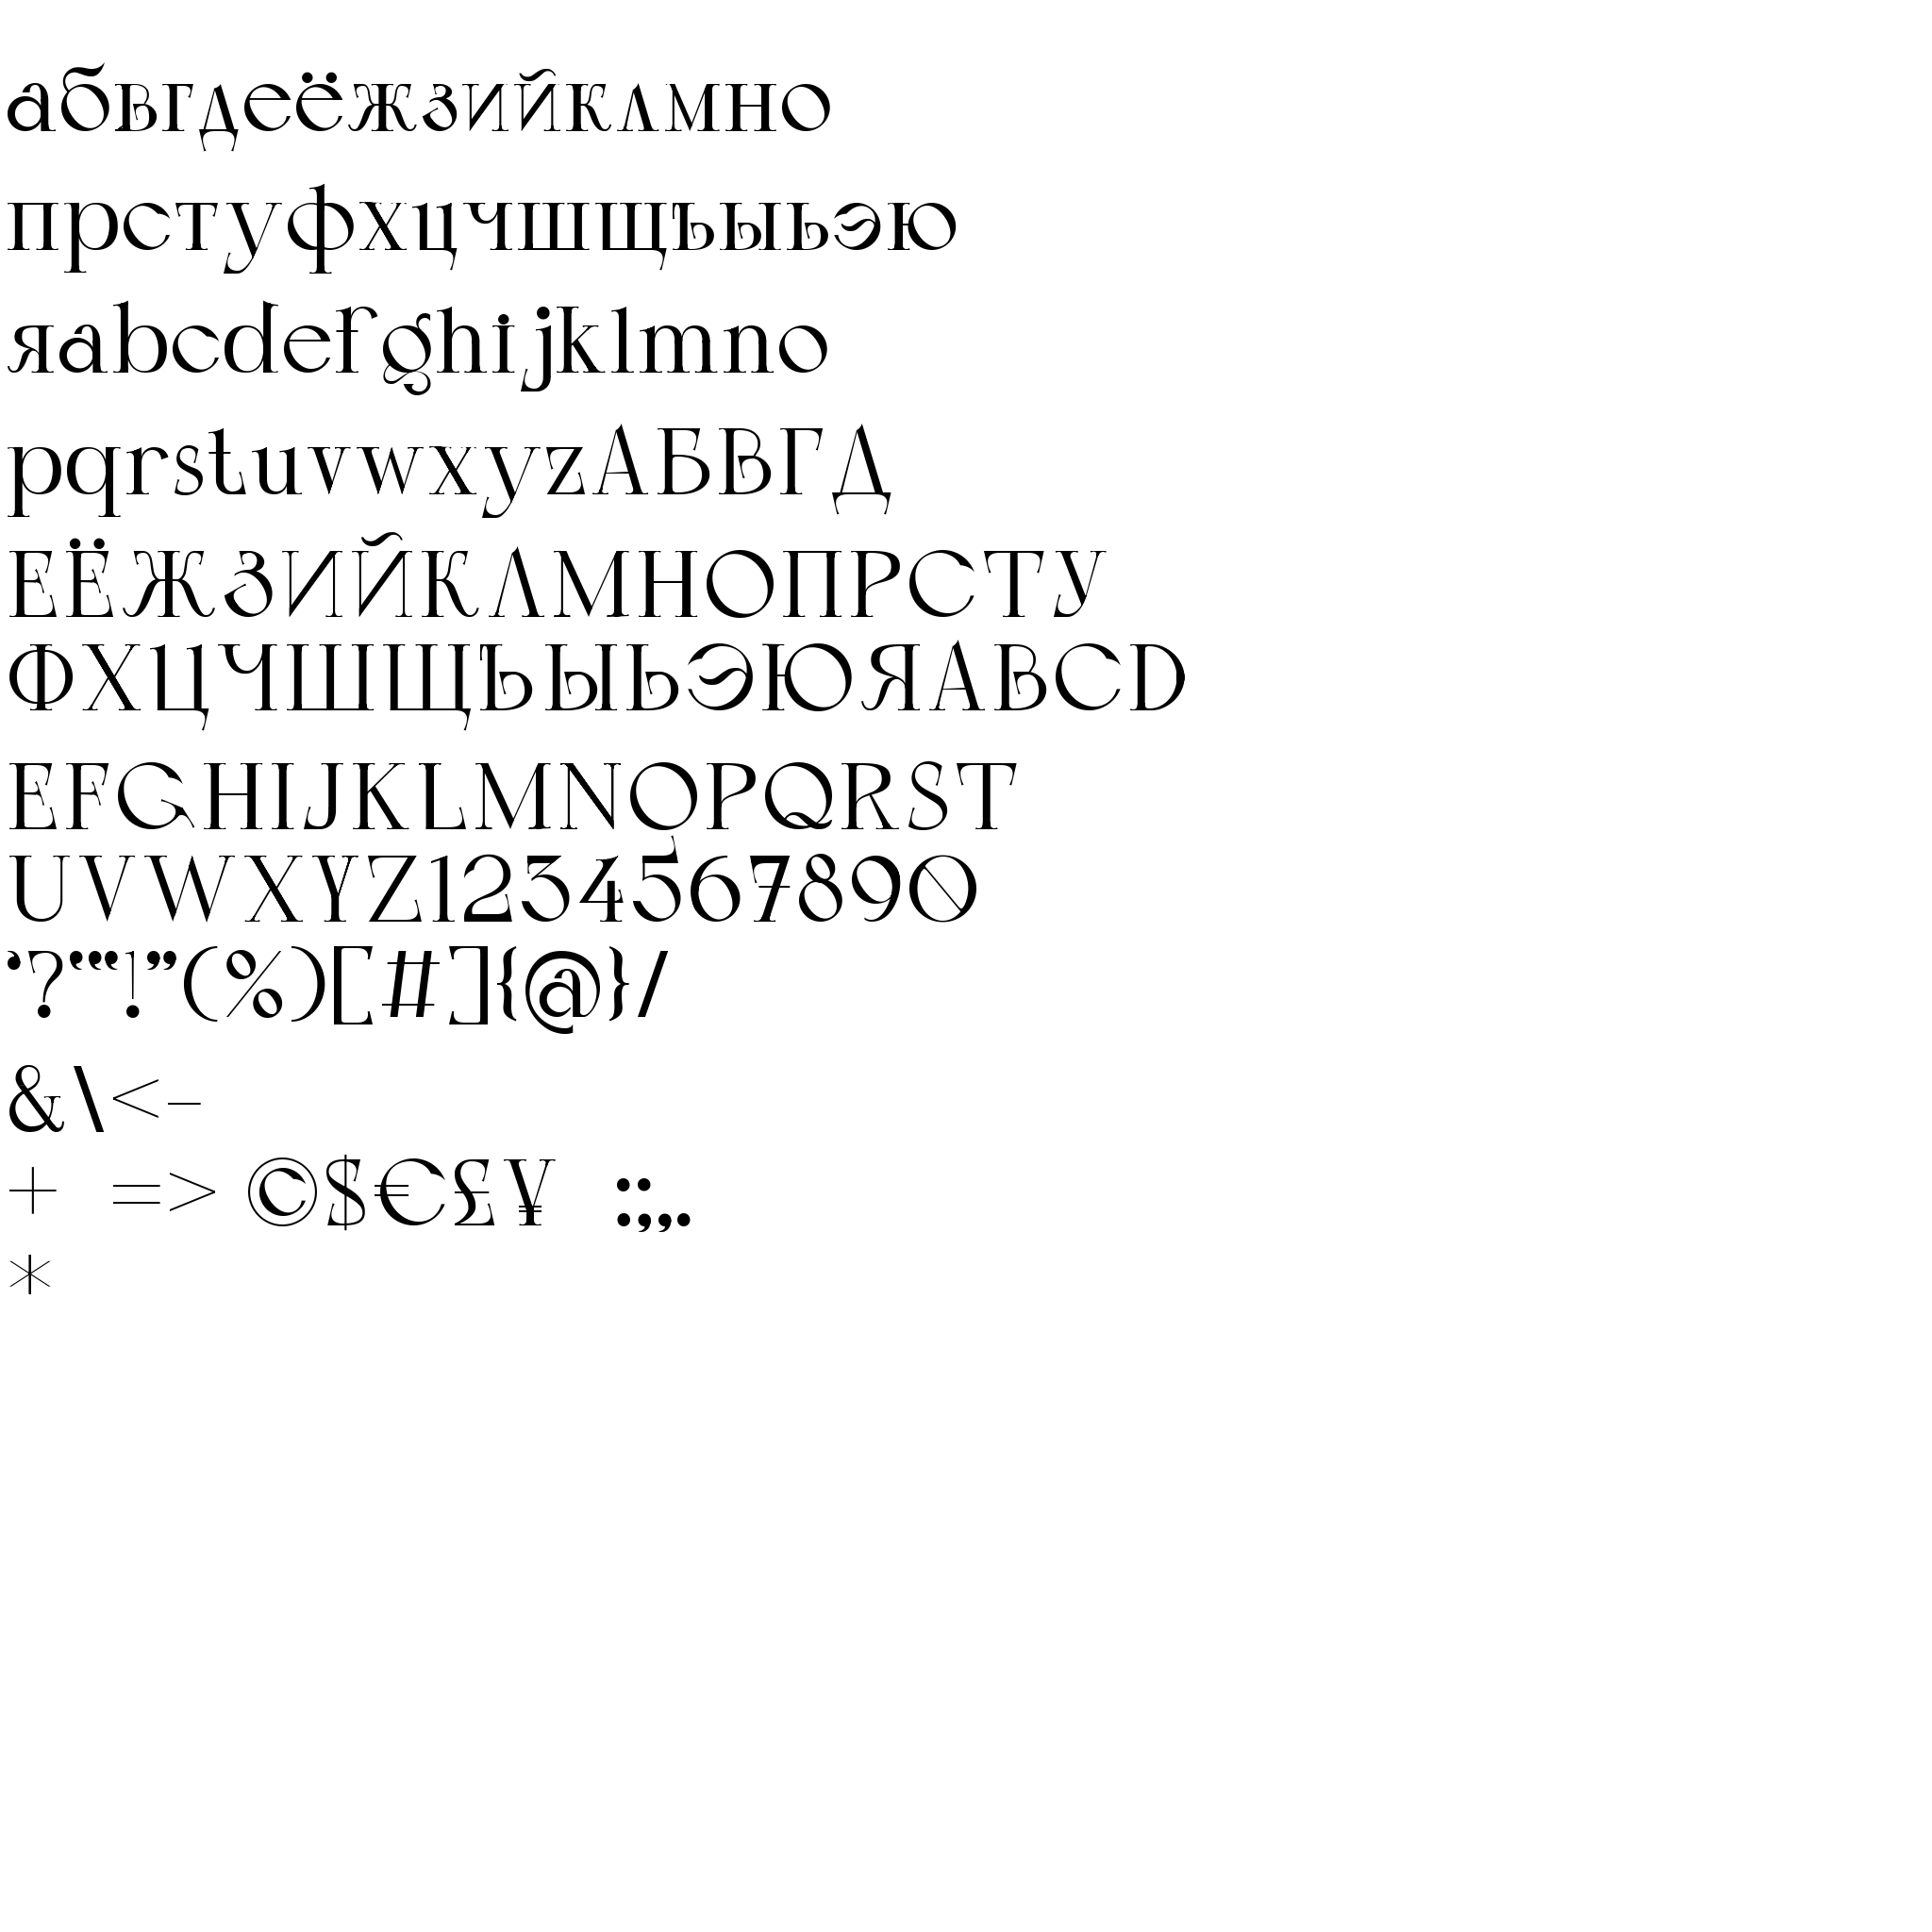 абвгдеёжзийклмно
прстуфхцчшщъыьэю
яabcdefghijklmno
pqrstuvwxyzАБВГД
ЕЁЖЗИЙКЛМНОПРСТУ
ФХЦЧШЩЪЫЬЭЮЯABCD
EFGHIJKLMNOPQRST
UVWXYZ1234567890
’?"“!”(%)[#]{@}/
&\<-
+ =>©$€£¥ :;,.
*